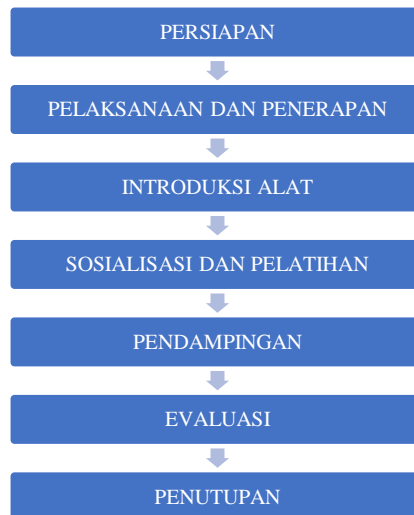 PERSIAPAN
PELAKSANAAN DAN PENERAPAN
INTRODUKSI ALAT
SOSIALISASI DAN PELATIHAN
PENDAMPINGAN
EVALUASI
PENUTUPAN